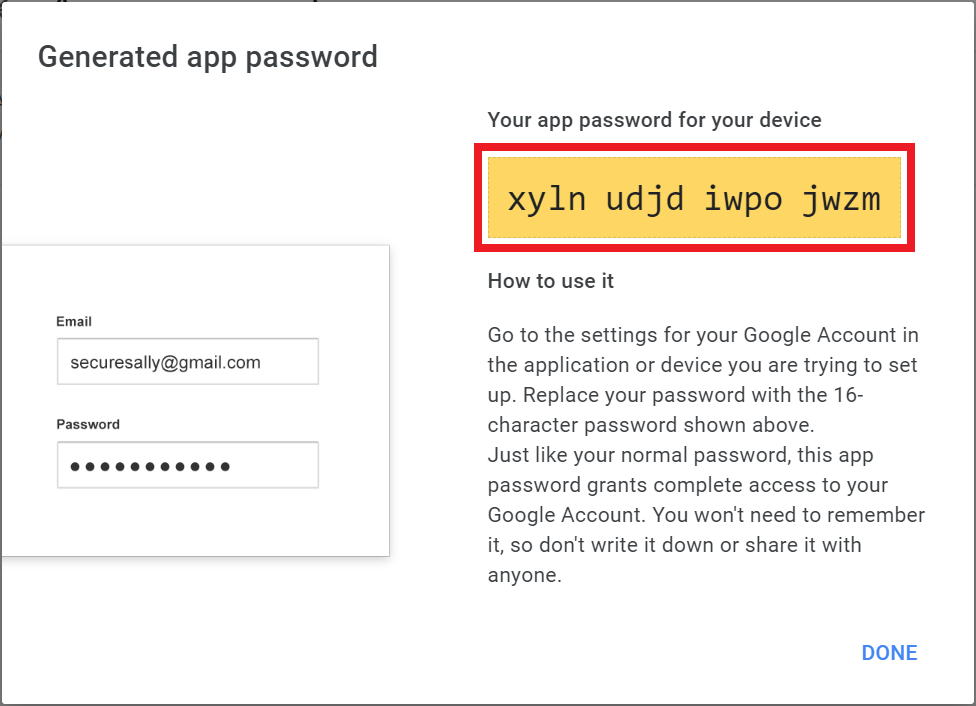 Generated app password
Your app password for your device
xyln udjd iwpo jwzm
How to use it
Email
securesally@gmail.com
Password
Go to the settings for your Google Account in
the application or device you are trying to set
up. Replace your password with the 16-
character password shown above.
Just like your normal password, this app
password grants complete access to your
Google Account. You won't need to remember
it, so don't write it down or share it with
anyone.
DONE